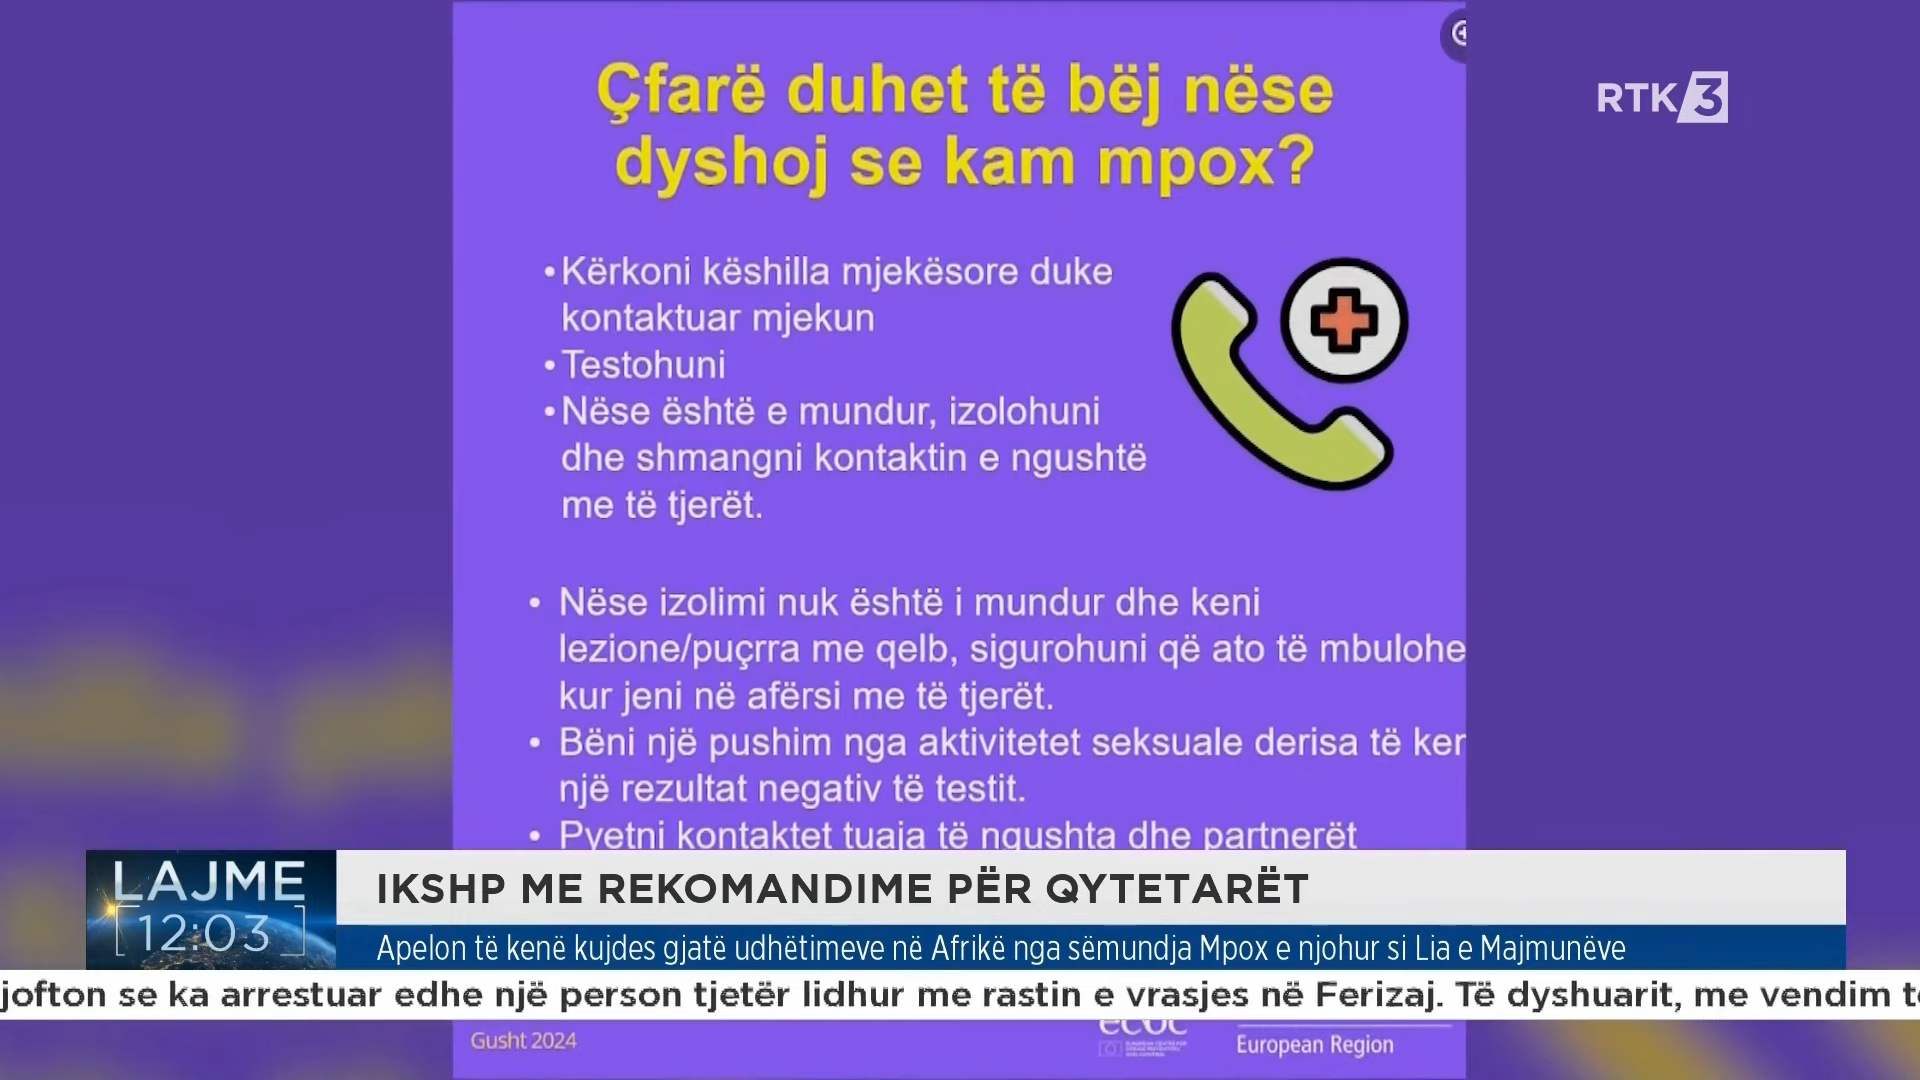 RTK 3
Çfarë duhet të bëj nëse
dyshoj se kam mpox?
•Kërkoni këshilla mjekësore duke
kontaktuar mjekun
•Testohuni
•Nëse është e mundur, izolohuni
dhe shmangni kontaktin e ngushtë
me të tjerët.
• Nëse izolimi nuk është i mundur dhe keni
lezione/puçrra me qelb, sigurohuni që ato të mbulohe
kur jeni në afërsi me të tjerët.
• Bëni një pushim nga aktivitetet seksuale derisa të ken
një rezultat negativ të testit.
• Pyetni kontaktet tuaja të ngushta dhe partnerët
LAJME
12:03
IKSHP ME REKOMANDIME PËR QYTETARËT
Apelon të kenë kujdes gjatë udhëtimeve në Afrikë nga sëmundja Mpox e njohur si Lia e Majmunëve
jofton se ka arrestuar edhe një person tjetër lidhur me rastin e vrasjes në Ferizaj. Të dyshuarit, me vendim
Gusht 2024
ecdc
European Region